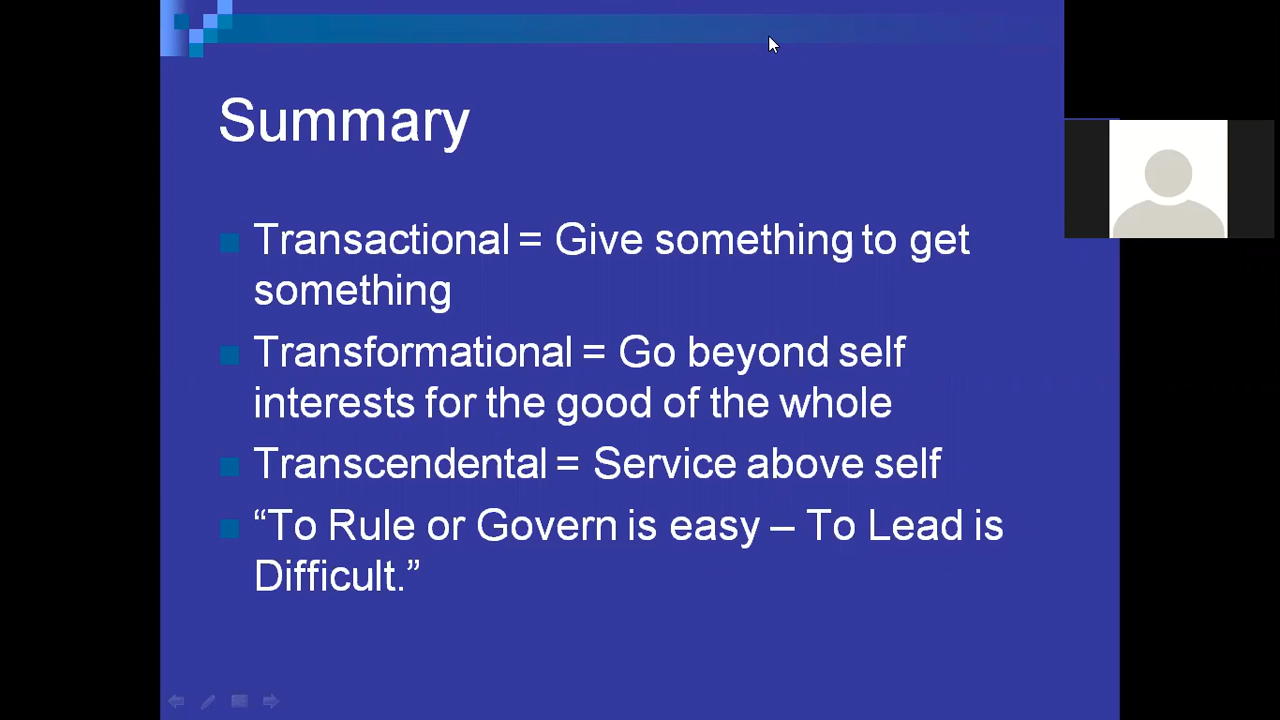 Summary
Transactional = Give something to get
something
Transformational = Go beyond self
interests for the good of the whole
Transcendental = Service above self
“To Rule or Govern is easy – To Lead is
Difficult.”